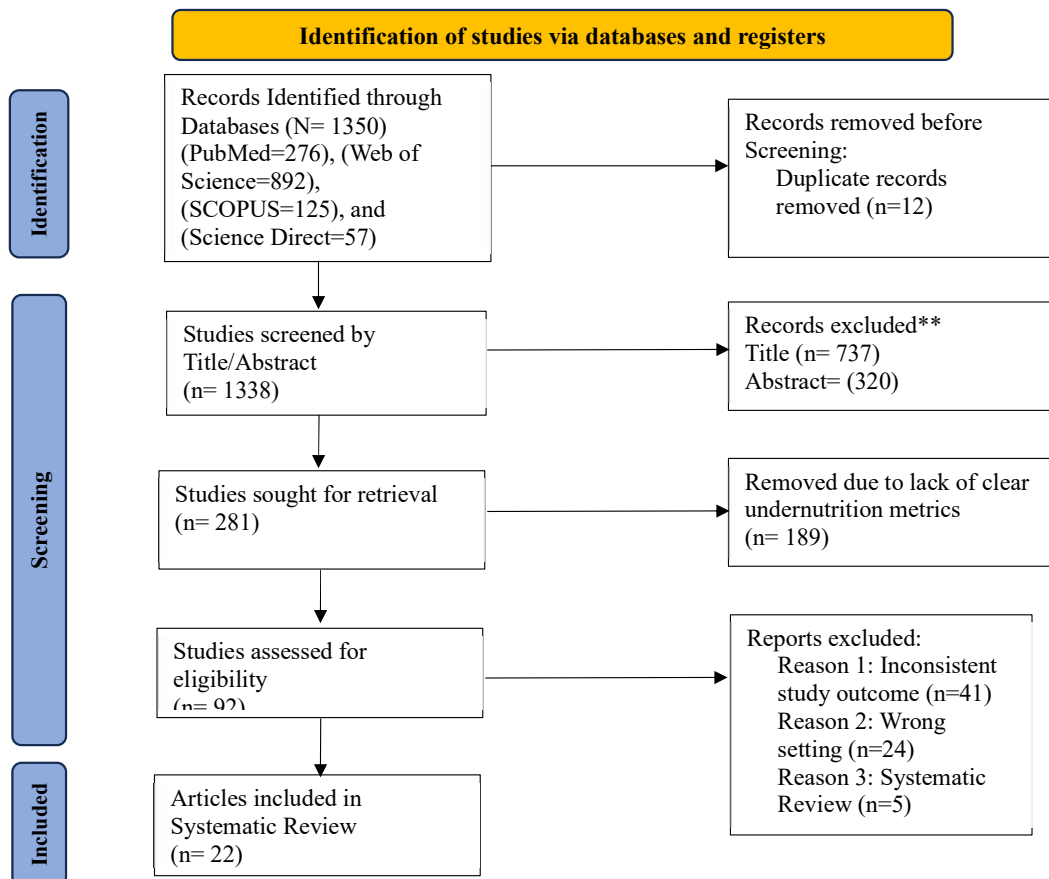 Identification of studies via databases and registers
Identification
Records Identified through
Databases (N= 1350)
(PubMed=276), (Web of
Science=892),
(SCOPUS=125), and
(Science Direct=57)
Records removed before
Screening:
Duplicate records
removed (n=12)
Screening
Studies screened by
Title/Abstract
(n= 1338)
Records excluded**
Title (n= 737)
Abstract= (320)
Studies sought for retrieval
(n= 281)
Removed due to lack of clear
undernutrition metrics
(n= 189)
Studies assessed for
eligibility
(n= 92)
Reports excluded:
Reason 1: Inconsistent
study outcome (n=41)
Reason 2: Wrong
setting (n=24)
Reason 3: Systematic
Review (n=5)
Included
Articles included in
Systematic Review
(n= 22)